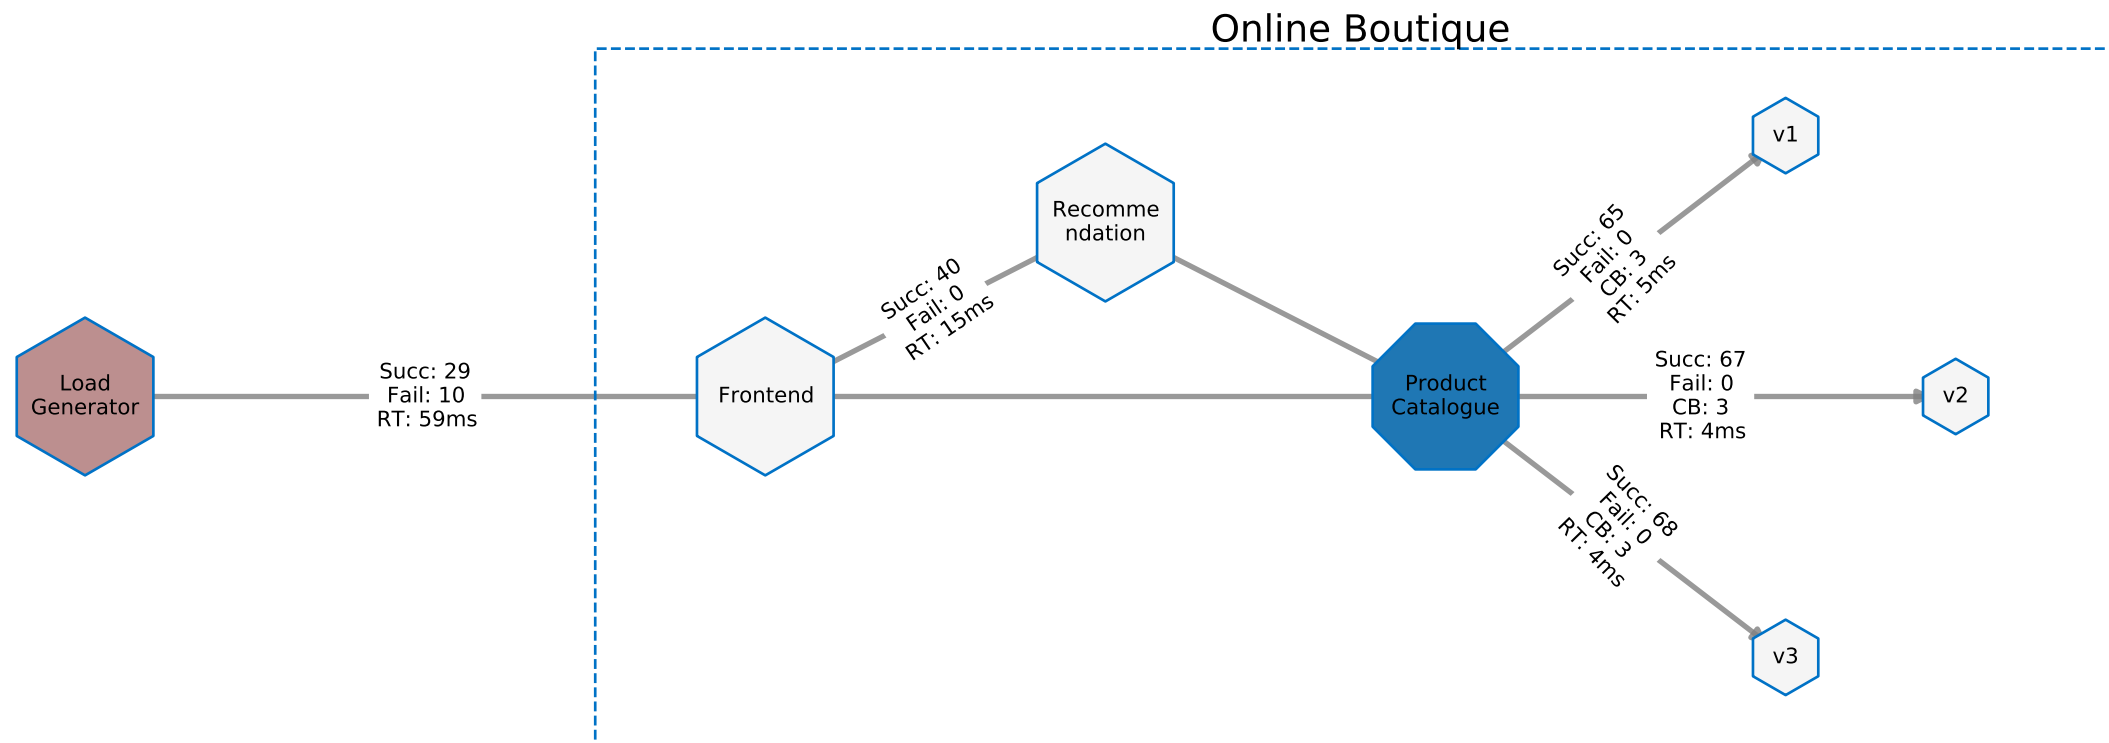 Online Boutique
Load
Generator
Succ: 29
Fail: 10
RT: 59ms
Frontend
Succ: 40
Fail: 0
RT: 15ms
Recomme
ndation
Product
Catalogue
Succ: 65
Fail: 0
CB: 3
RT: 5ms
v1
Succ: 67
Fail: 0
CB: 3
RT: 4ms
v2
Succ: 68
Fail: 0
CB: 3
RT: 4ms
v3